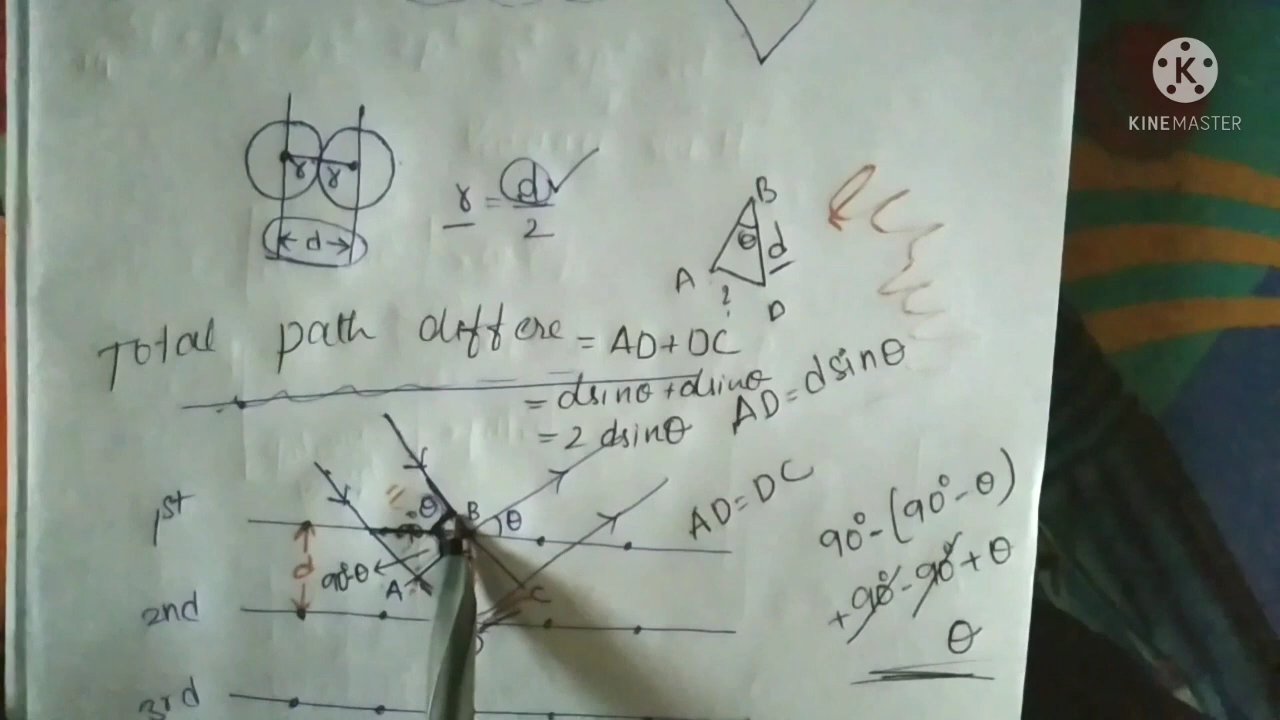 K
KINEMASTER
r r
r = d/2
d
B
θ
d
A
?
D
Total path differe = AD+DC
= dsinθ + dsinθ
= 2 dsinθ
AD = dsinθ
AD = DC
1st
θ B θ
d
90°-θ
A
C
2nd
D
3rd
90° - (90° - θ)
+90° - 90° + θ
θ